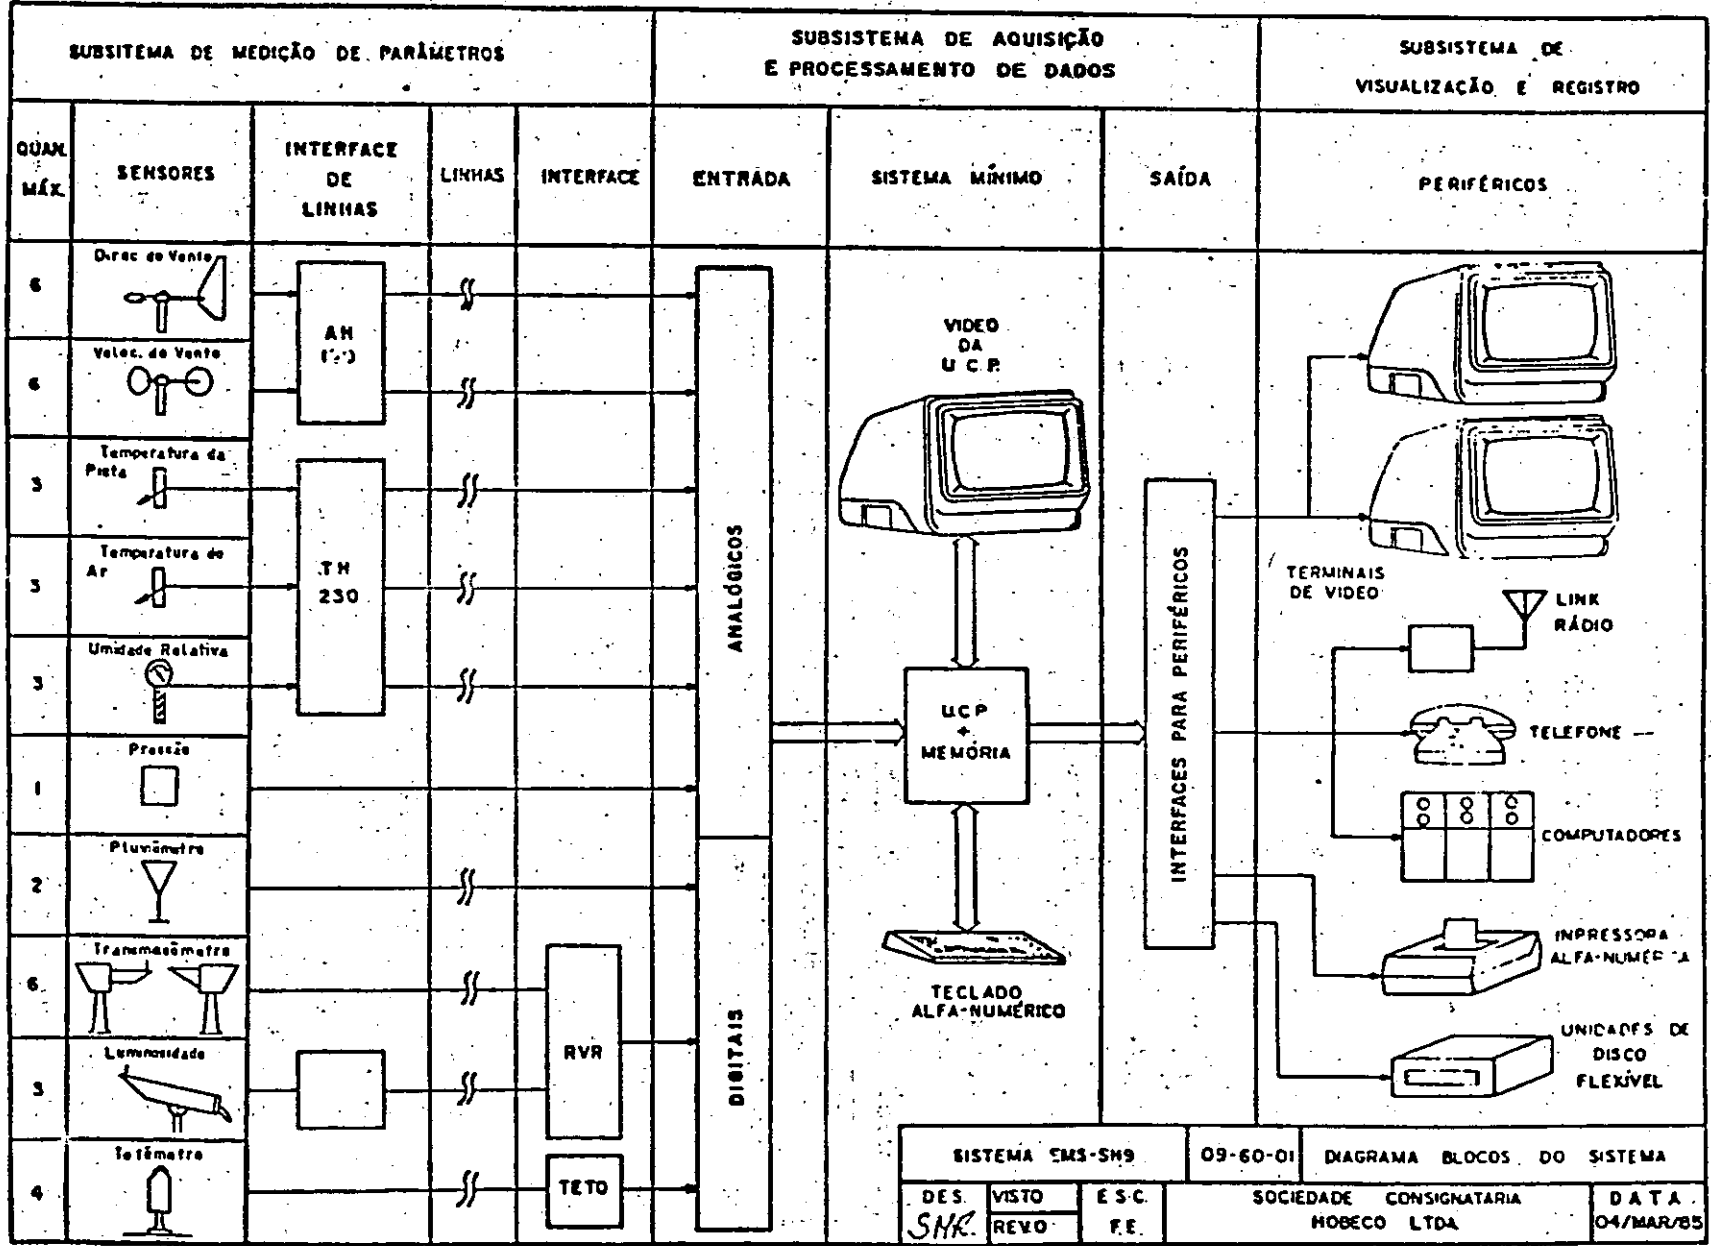 SUBSITEMA DE MEDIÇÃO DE PARÂMETROS
SUBSISTEMA DE AQUISIÇÃO
E PROCESSAMENTO DE DADOS
SUBSISTEMA DE
VISUALIZAÇÃO E REGISTRO
QUAN.
MÁX.
SENSORES
INTERFACE
DE
LINHAS
LINHAS
INTERFACE
ENTRADA
SISTEMA MÍNIMO
SAÍDA
PERIFÉRICOS
6
Direc. do Vento
6
Veloc. do Vento
AH
3
Temperatura da
Pista
3
Temperatura do
Ar
3
Umidade Relativa
TH
230
1
Pressão
2
Pluviômetro
6
Transmissômetro
3
Luminosidade
4
Tetômetro
RVR
TETO
ANALÓGICOS
DIGITAIS
VIDEO
DA
U C P.
U.C P
+
MEMÓRIA
TECLADO
ALFA-NUMÉRICO
INTERFACES PARA PERIFÉRICOS
TERMINAIS
DE VIDEO
LINK
RÁDIO
TELEFONE
COMPUTADORES
INPRESSORA
UNIDADES DE
DISCO
FLEXÍVEL
SISTEMA EMS-SH9
09-60-01
DIAGRAMA BLOCOS DO SISTEMA
DES.
VISTO
REVO
E S C.
F.E.
SOCIEDADE CONSIGNATARIA
HOBECO LTDA
DATA
04/MAR/85